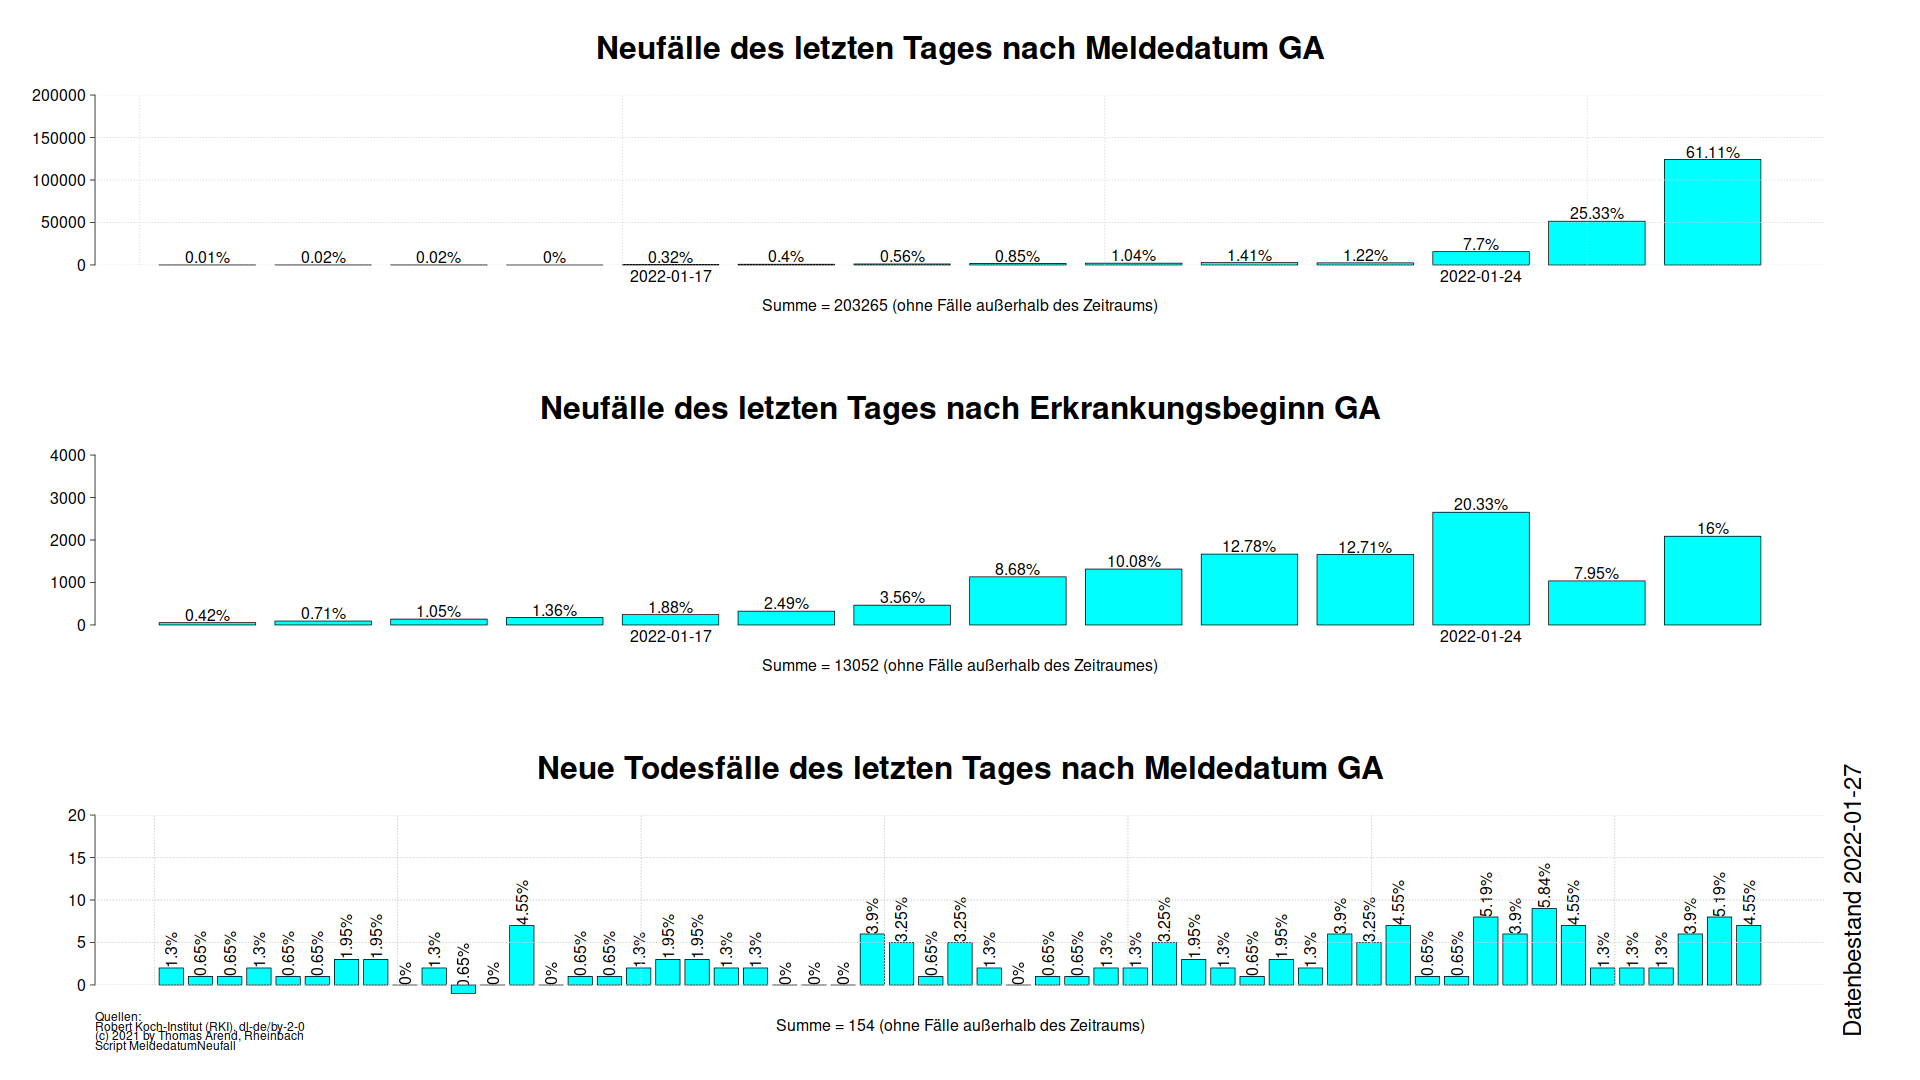 Neufälle des letzten Tages nach Meldedatum GA
200000
150000
100000
50000
0
0.01% 0.02% 0.02% 0% 0.32% 0.4% 0.56% 0.85% 1.04% 1.41% 1.22% 7.7% 25.33% 61.11%
2022-01-17 2022-01-24
Summe = 203265 (ohne Fälle außerhalb des Zeitraums)
Neufälle des letzten Tages nach Erkrankungsbeginn GA
4000
3000
2000
1000
0
0.42% 0.71% 1.05% 1.36% 1.88% 2.49% 3.56% 8.68% 10.08% 12.78% 12.71% 20.33% 7.95% 16%
2022-01-17 2022-01-24
Summe = 13052 (ohne Fälle außerhalb des Zeitraumes)
Neue Todesfälle des letzten Tages nach Meldedatum GA
20
15
10
5
0
1.3% 0.65% 0.65% 1.3% 0.65% 0.65% 1.95% 1.95% 0% 1.3% 0.65% 0% 4.55% 0% 0.65% 0.65% 1.3% 1.95% 1.95% 1.3% 1.3% 0% 0% 0% 3.9% 3.25% 0.65% 3.25% 1.3% 0% 0.65% 0.65% 1.3% 1.3% 3.25% 1.95% 1.3% 0.65% 1.95% 1.3% 3.9% 3.25% 4.55% 0.65% 0.65% 5.19% 3.9% 5.84% 4.55% 1.3% 1.3% 1.3% 3.9% 5.19% 4.55%
Summe = 154 (ohne Fälle außerhalb des Zeitraums)
Quellen:
Robert Koch-Institut (RKI), dl-de/by-2-0
(c) 2021 by Thomas Arend, Rheinbach
Script MeldedatumNeufall
Datenbestand 2022-01-27